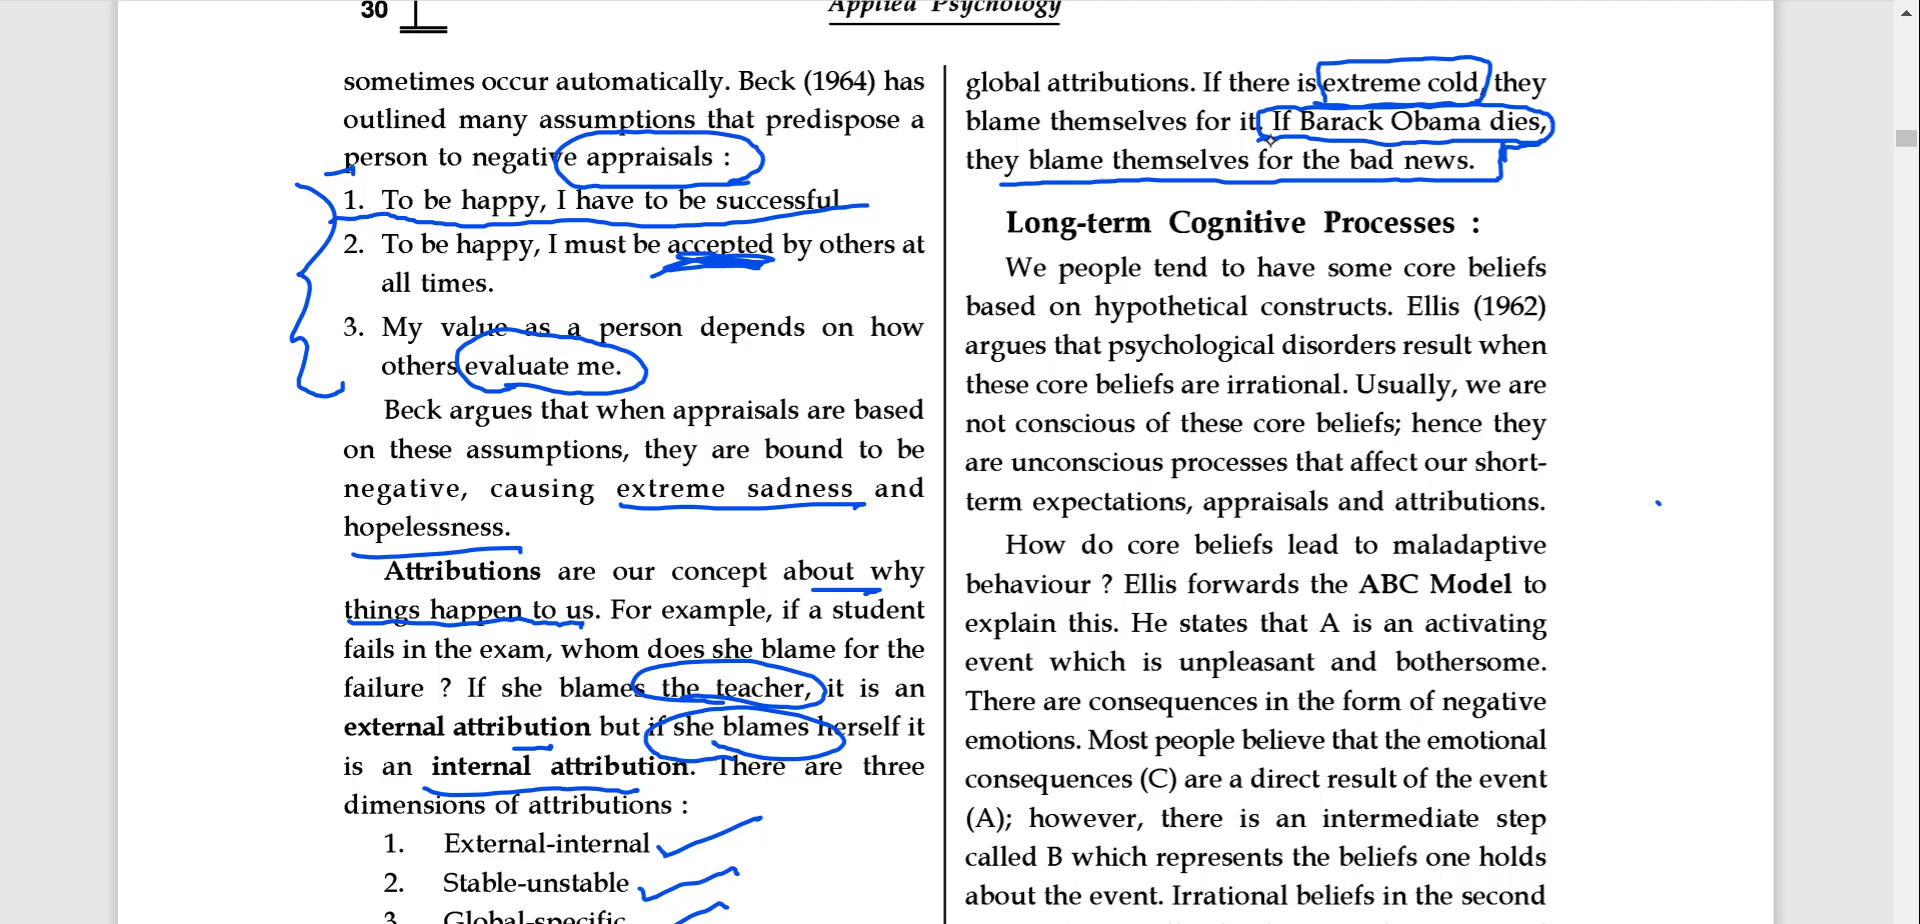 30
Applied Psychology
sometimes occur automatically. Beck (1964) has
outlined many assumptions that predispose a
person to negative appraisals :
1. To be happy, I have to be successful
2. To be happy, I must be accepted by others at
all times.
3. My value as a person depends on how
others evaluate me.
Beck argues that when appraisals are based
on these assumptions, they are bound to be
negative, causing extreme sadness and
hopelessness.
Attributions are our concept about why
things happen to us. For example, if a student
fails in the exam, whom does she blame for the
failure ? If she blames the teacher, it is an
external attribution but if she blames herself it
is an internal attribution. There are three
dimensions of attributions :
1. External-internal
2. Stable-unstable
3. Global-specific
global attributions. If there is extreme cold, they
blame themselves for it. If Barack Obama dies,
they blame themselves for the bad news.
Long-term Cognitive Processes :
We people tend to have some core beliefs
based on hypothetical constructs. Ellis (1962)
argues that psychological disorders result when
these core beliefs are irrational. Usually, we are
not conscious of these core beliefs; hence they
are unconscious processes that affect our short-
term expectations, appraisals and attributions.
How do core beliefs lead to maladaptive
behaviour ? Ellis forwards the ABC Model to
explain this. He states that A is an activating
event which is unpleasant and bothersome.
There are consequences in the form of negative
emotions. Most people believe that the emotional
consequences (C) are a direct result of the event
(A); however, there is an intermediate step
called B which represents the beliefs one holds
about the event. Irrational beliefs in the second